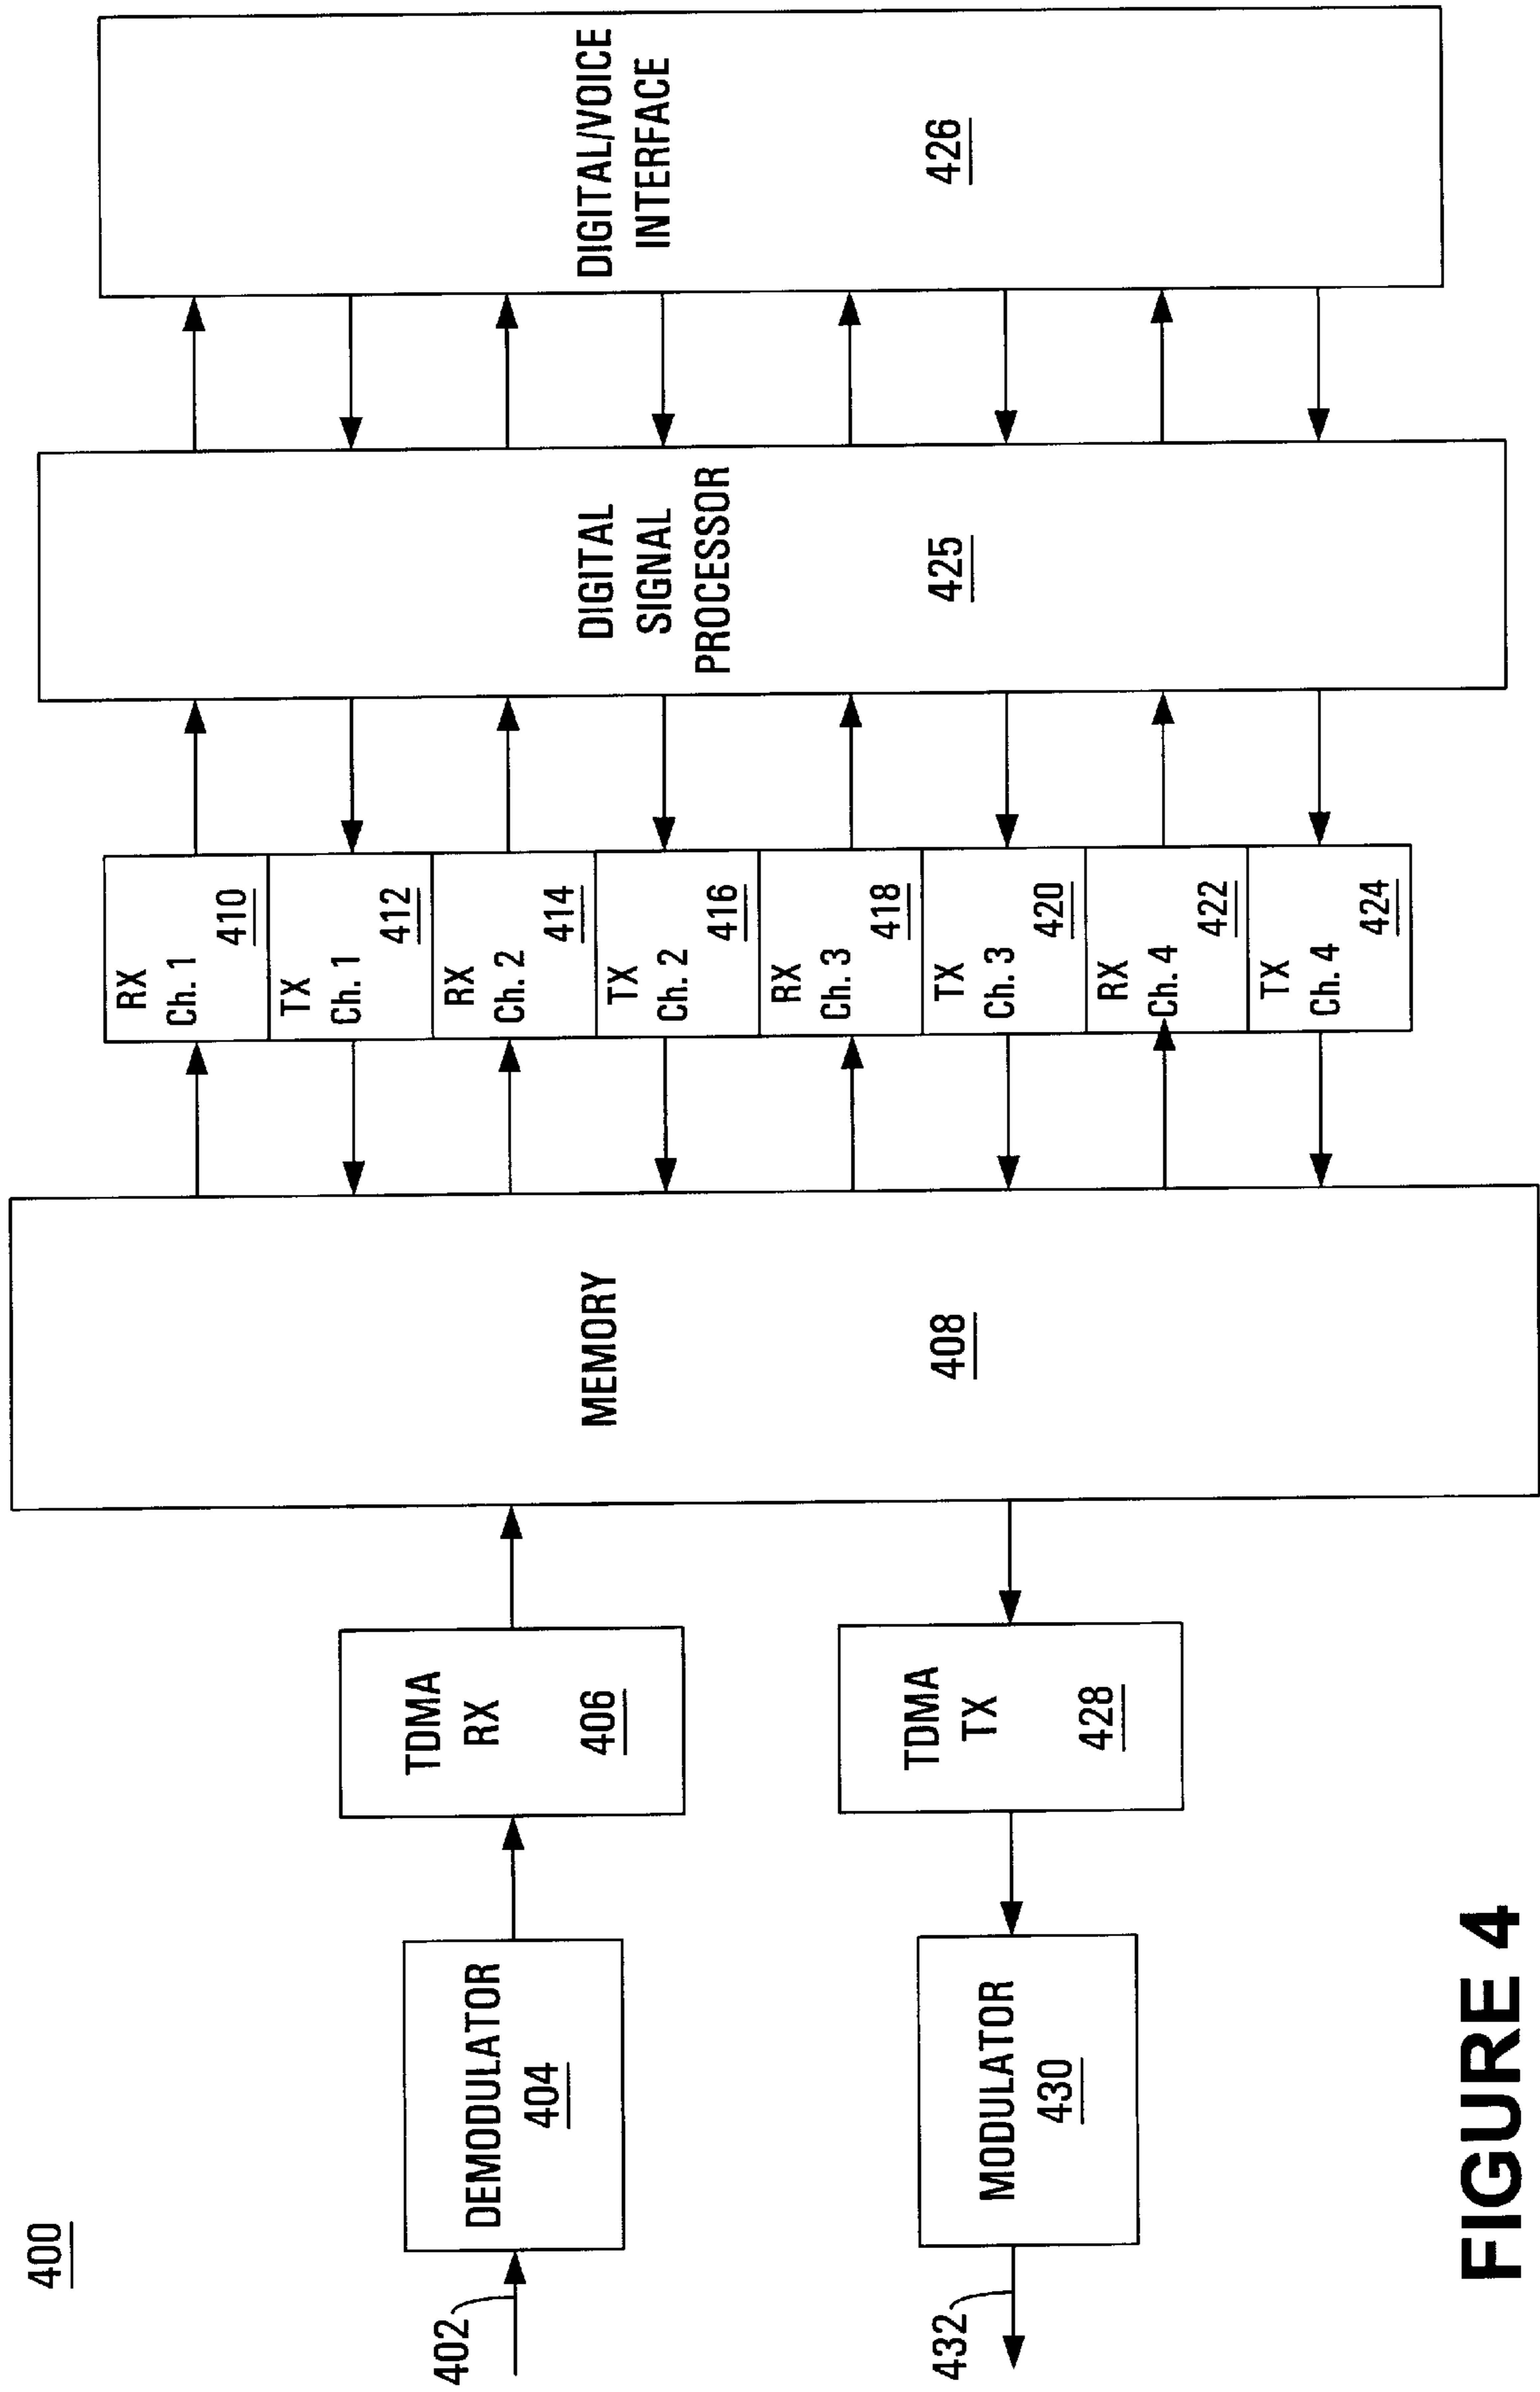 400
402
DEMODULATOR
404
TDMA
RX
406
432
MODULATOR
430
TDMA
TX
428
MEMORY
408
RX
Ch. 1
410
TX
Ch. 1
412
RX
Ch. 2
414
TX
Ch. 2
416
RX
Ch. 3
418
TX
Ch. 3
420
RX
Ch. 4
422
TX
Ch. 4
424
DIGITAL
SIGNAL
PROCESSOR
425
DIGITAL/VOICE
INTERFACE
426
FIGURE 4